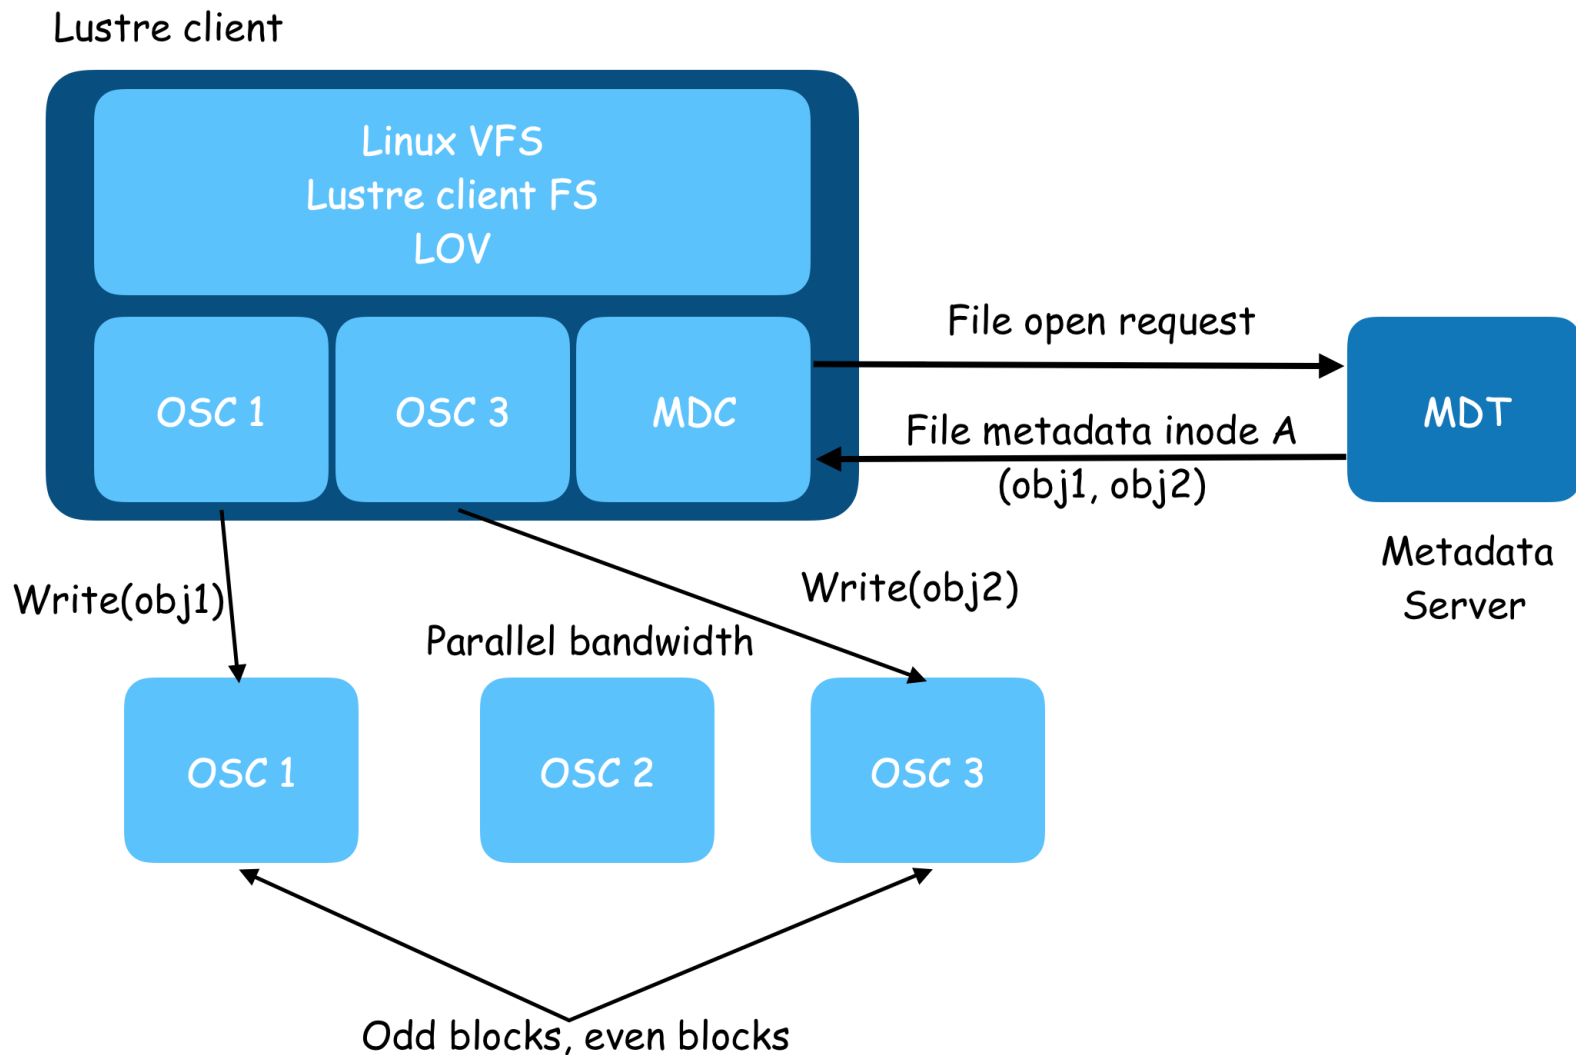 Lustre client
Linux VFS
Lustre client FS
LOV
OSC 1
OSC 3
MDC
File open request
File metadata inode A
(obj1, obj2)
MDT
Metadata
Server
Write(obj1)
Write(obj2)
Parallel bandwidth
OSC 1
OSC 2
OSC 3
Odd blocks, even blocks